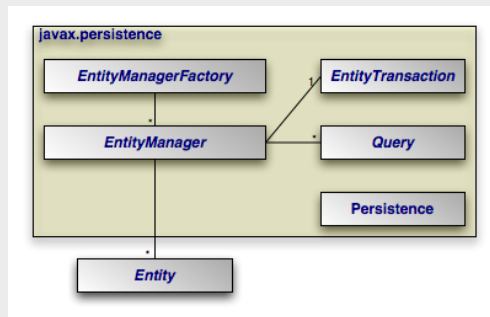 javax.persistence
EntityManagerFactory
EntityTransaction
1
*
*
EntityManager
Query
Persistence
*
Entity